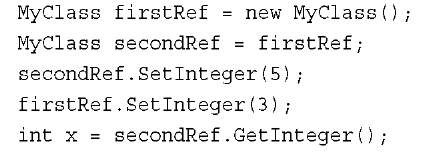 MyClass firstRef = new MyClass();
MyClass secondRef = firstRef;
secondRef.SetInteger(5);
firstRef.SetInteger(3);
int x = secondRef.GetInteger();